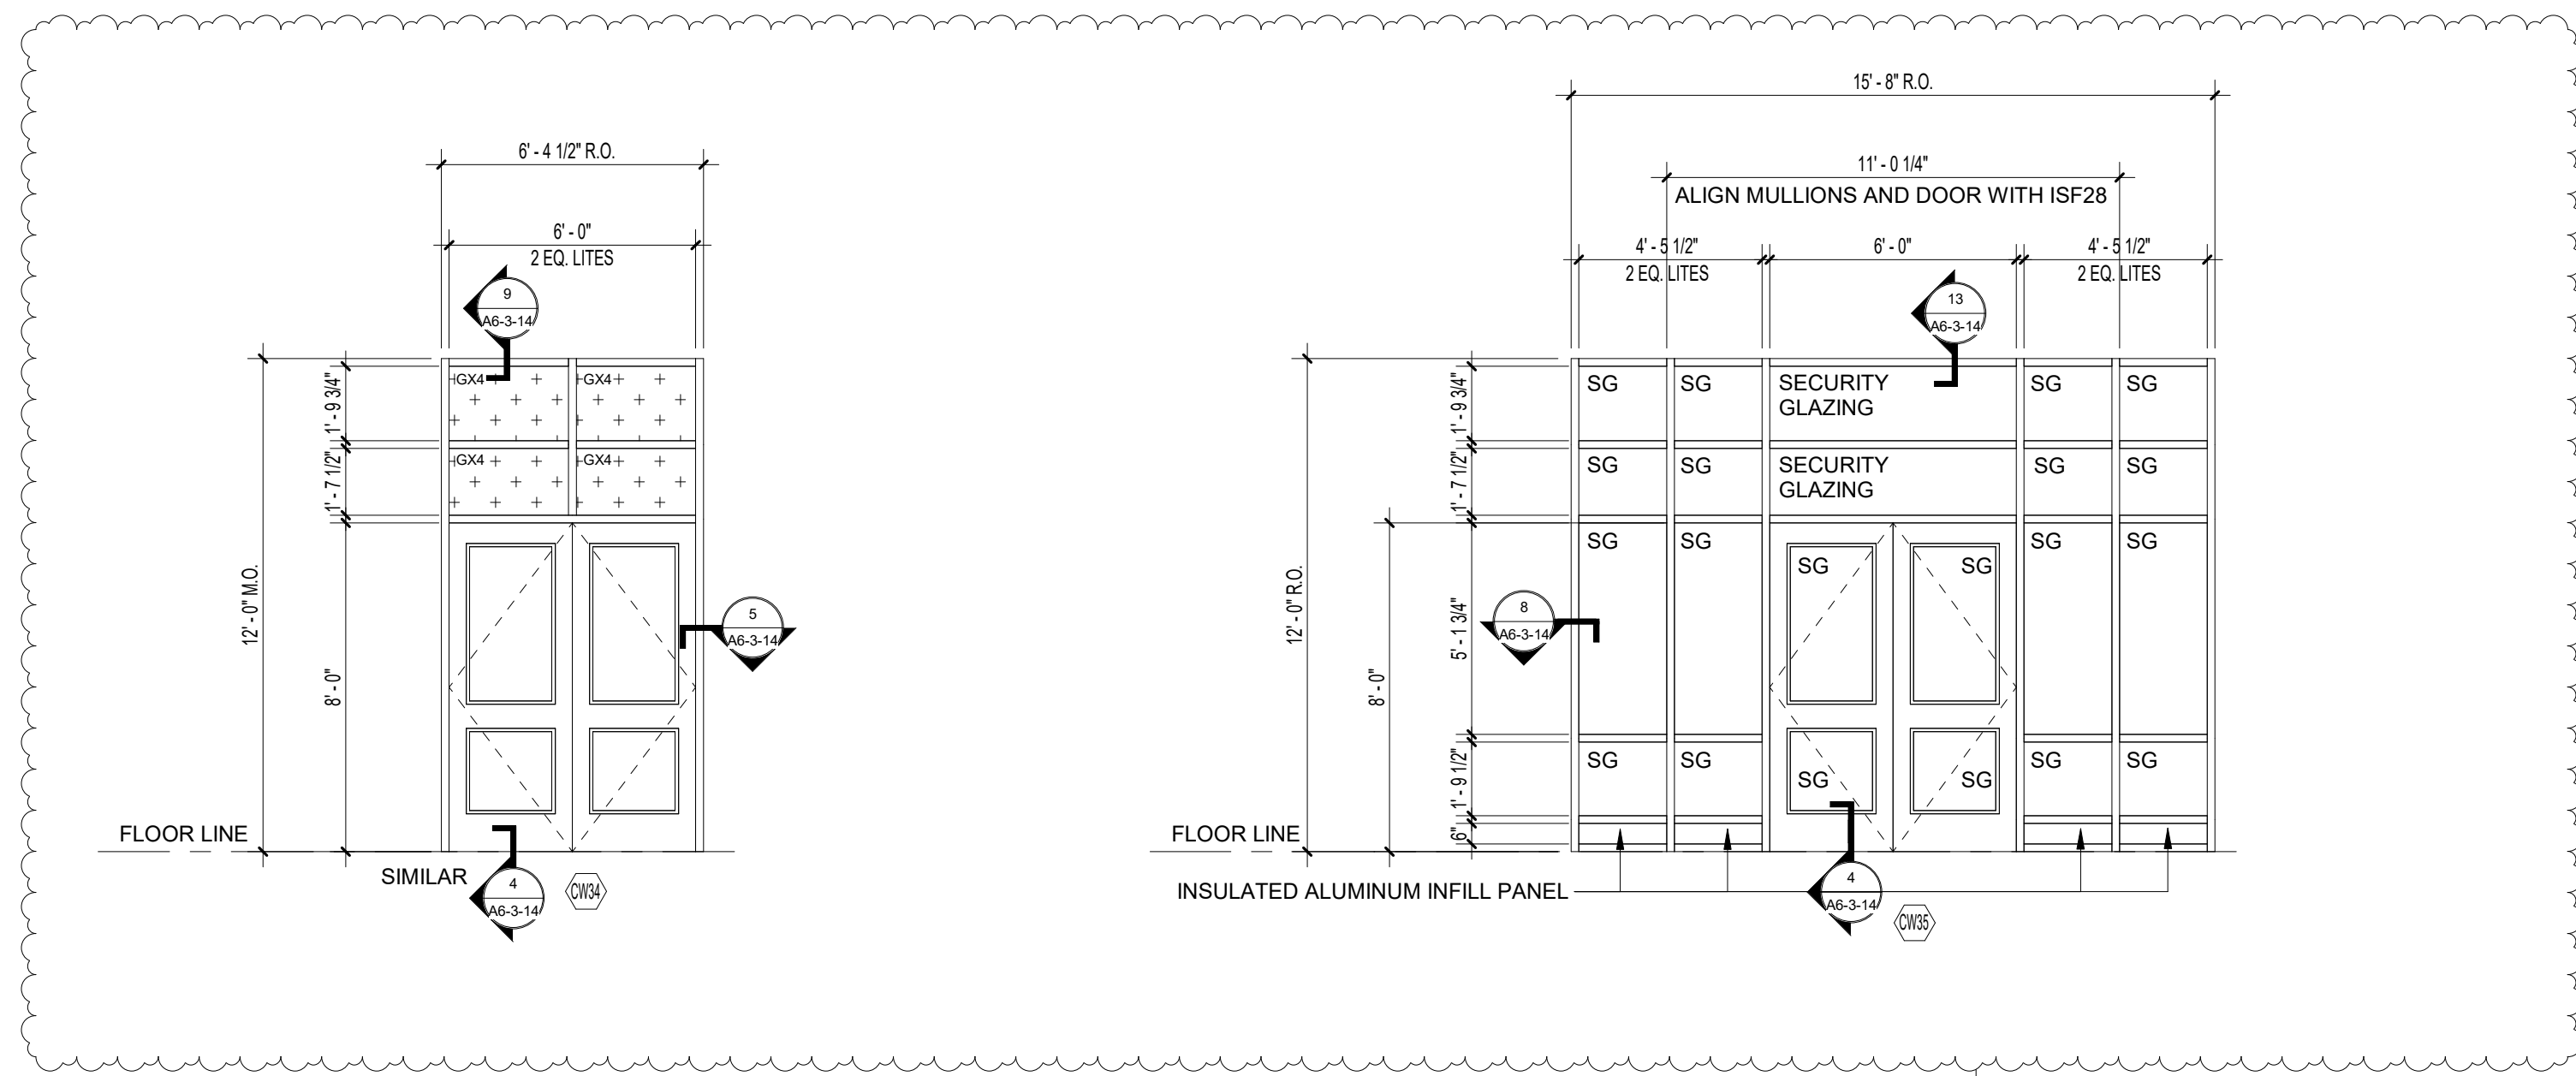 6' - 4 1/2" R.O.
6' - 0"
2 EQ. LITES
9
A6-3-14
12' - 0" M.O.
1' - 9 3/4"
1' - 7 1/2"
8' - 0"
GX4
GX4
GX4
GX4
5
A6-3-14
FLOOR LINE
SIMILAR
4
A6-3-14
CW34
15' - 8" R.O.
11' - 0 1/4"
ALIGN MULLIONS AND DOOR WITH ISF28
4' - 5 1/2"
6' - 0"
4' - 5 1/2"
2 EQ. LITES
2 EQ. LITES
13
A6-3-14
12' - 0" R.O.
8' - 0"
1' - 9 3/4"
1' - 7 1/2"
5' - 1 3/4"
1' - 9 1/2"
6"
8
A6-3-14
SG
SG
SECURITY
GLAZING
SG
SG
SG
SG
SECURITY
GLAZING
SG
SG
SG
SG
SG
SG
SG
SG
SG
SG
SG
SG
SG
SG
FLOOR LINE
INSULATED ALUMINUM INFILL PANEL
4
A6-3-14
CW35